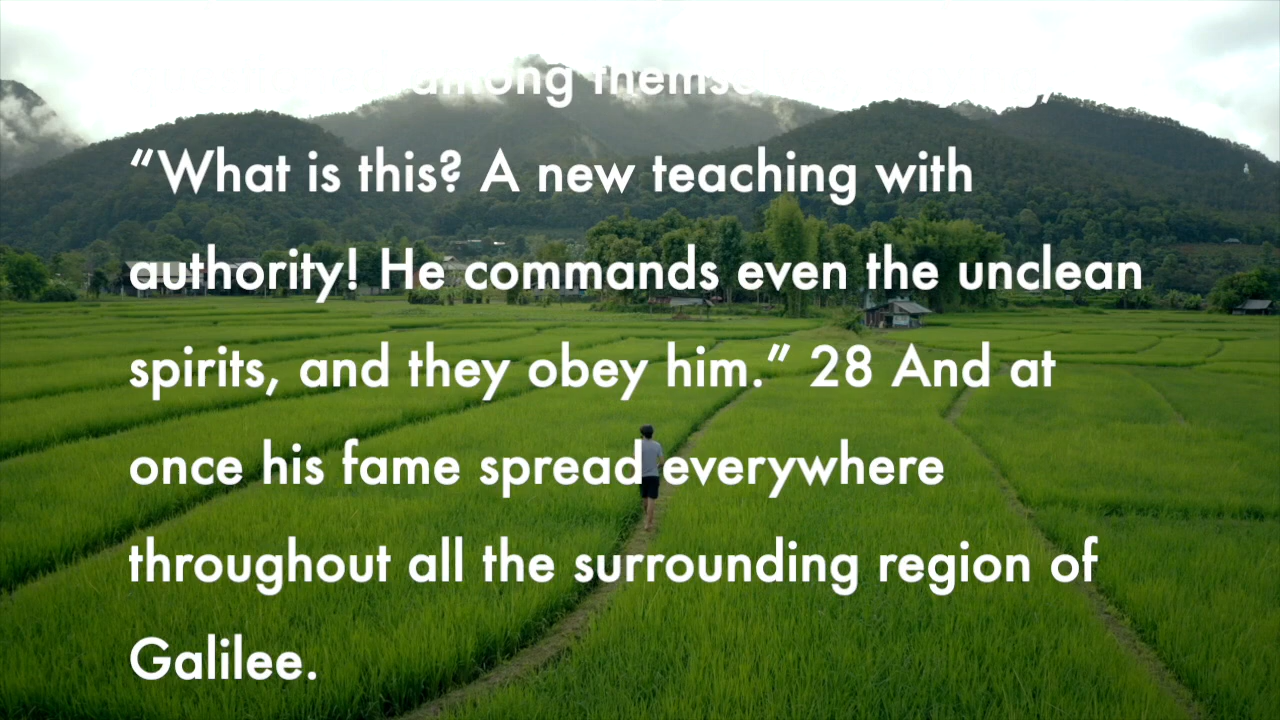 among themselves
“What is this? A new teaching with
authority! He commands even the unclean
spirits, and they obey him.” 28 And at
once his fame spread everywhere
throughout all the surrounding region of
Galilee.